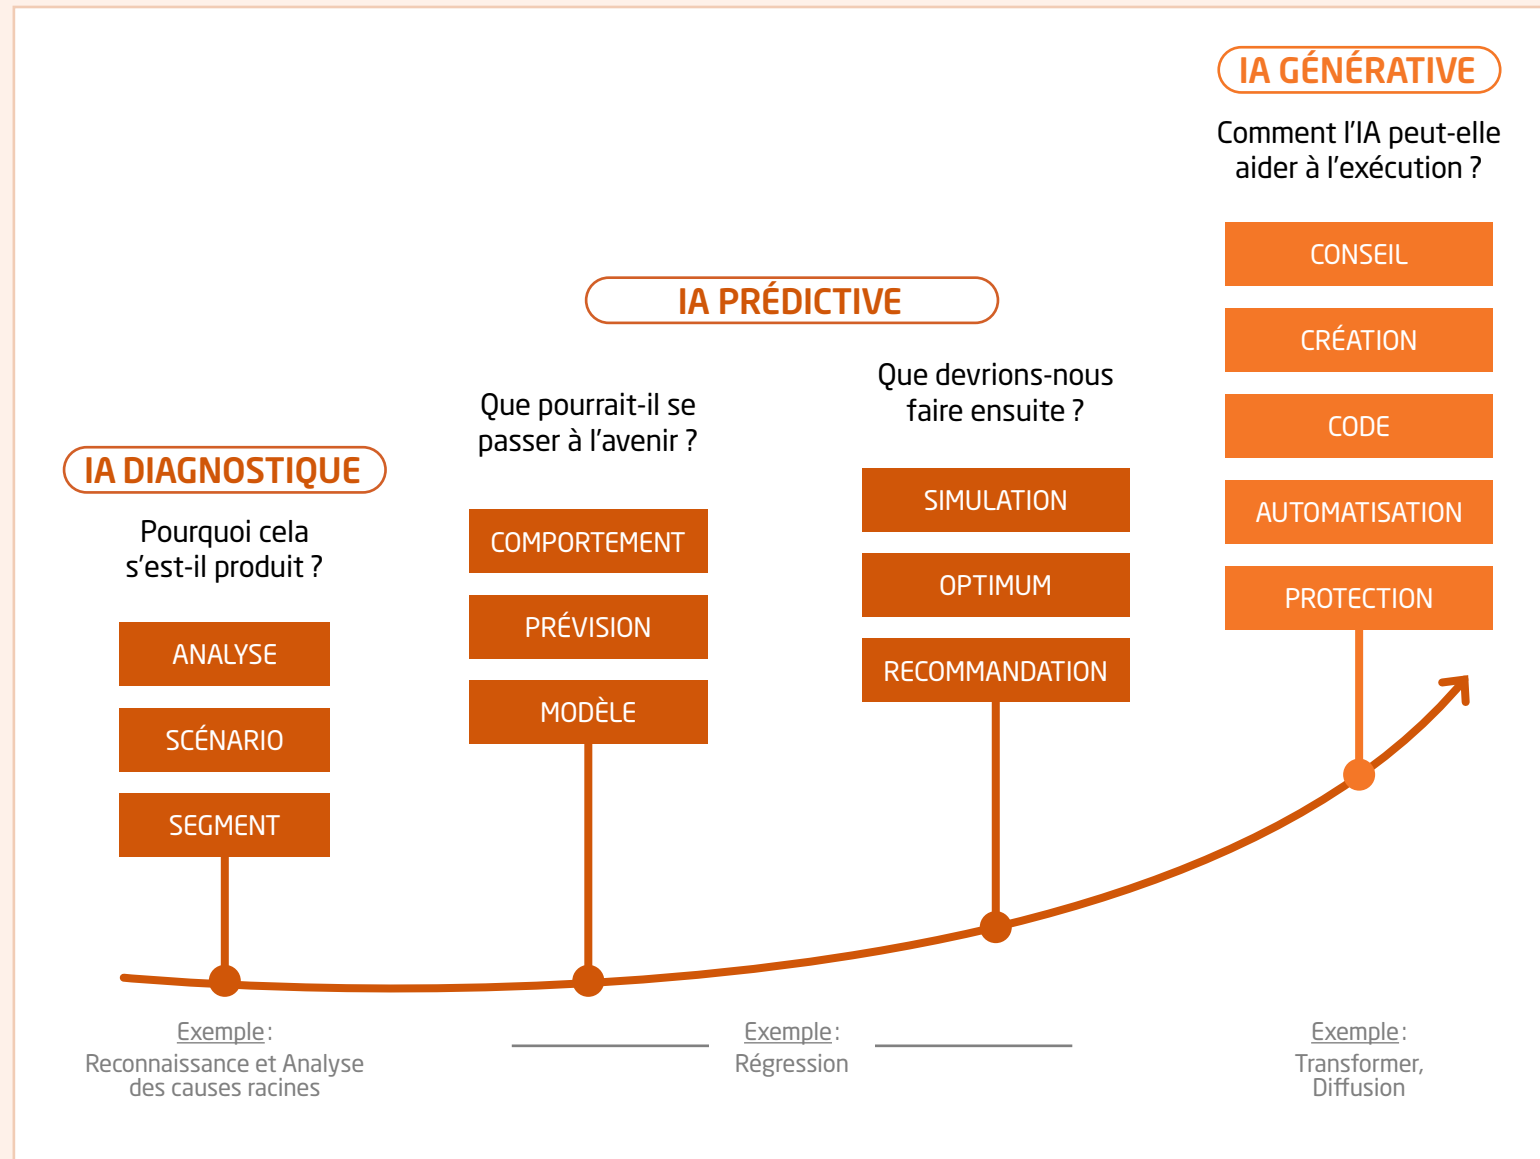 IA DIAGNOSTIQUE
Pourquoi cela
s'est-il produit ?
ANALYSE
SCÉNARIO
SEGMENT
IA PRÉDICTIVE
Que pourrait-il se
passer à l'avenir ?
COMPORTEMENT
PRÉVISION
MODÈLE
Que devrions-nous
faire ensuite ?
SIMULATION
OPTIMUM
RECOMMANDATION
IA GÉNÉRATIVE
Comment l'IA peut-elle
aider à l'exécution ?
CONSEIL
CRÉATION
CODE
AUTOMATISATION
PROTECTION
Exemple :
Reconnaissance et Analyse
des causes racines
Exemple :
Régression
Exemple :
Transformer,
Diffusion